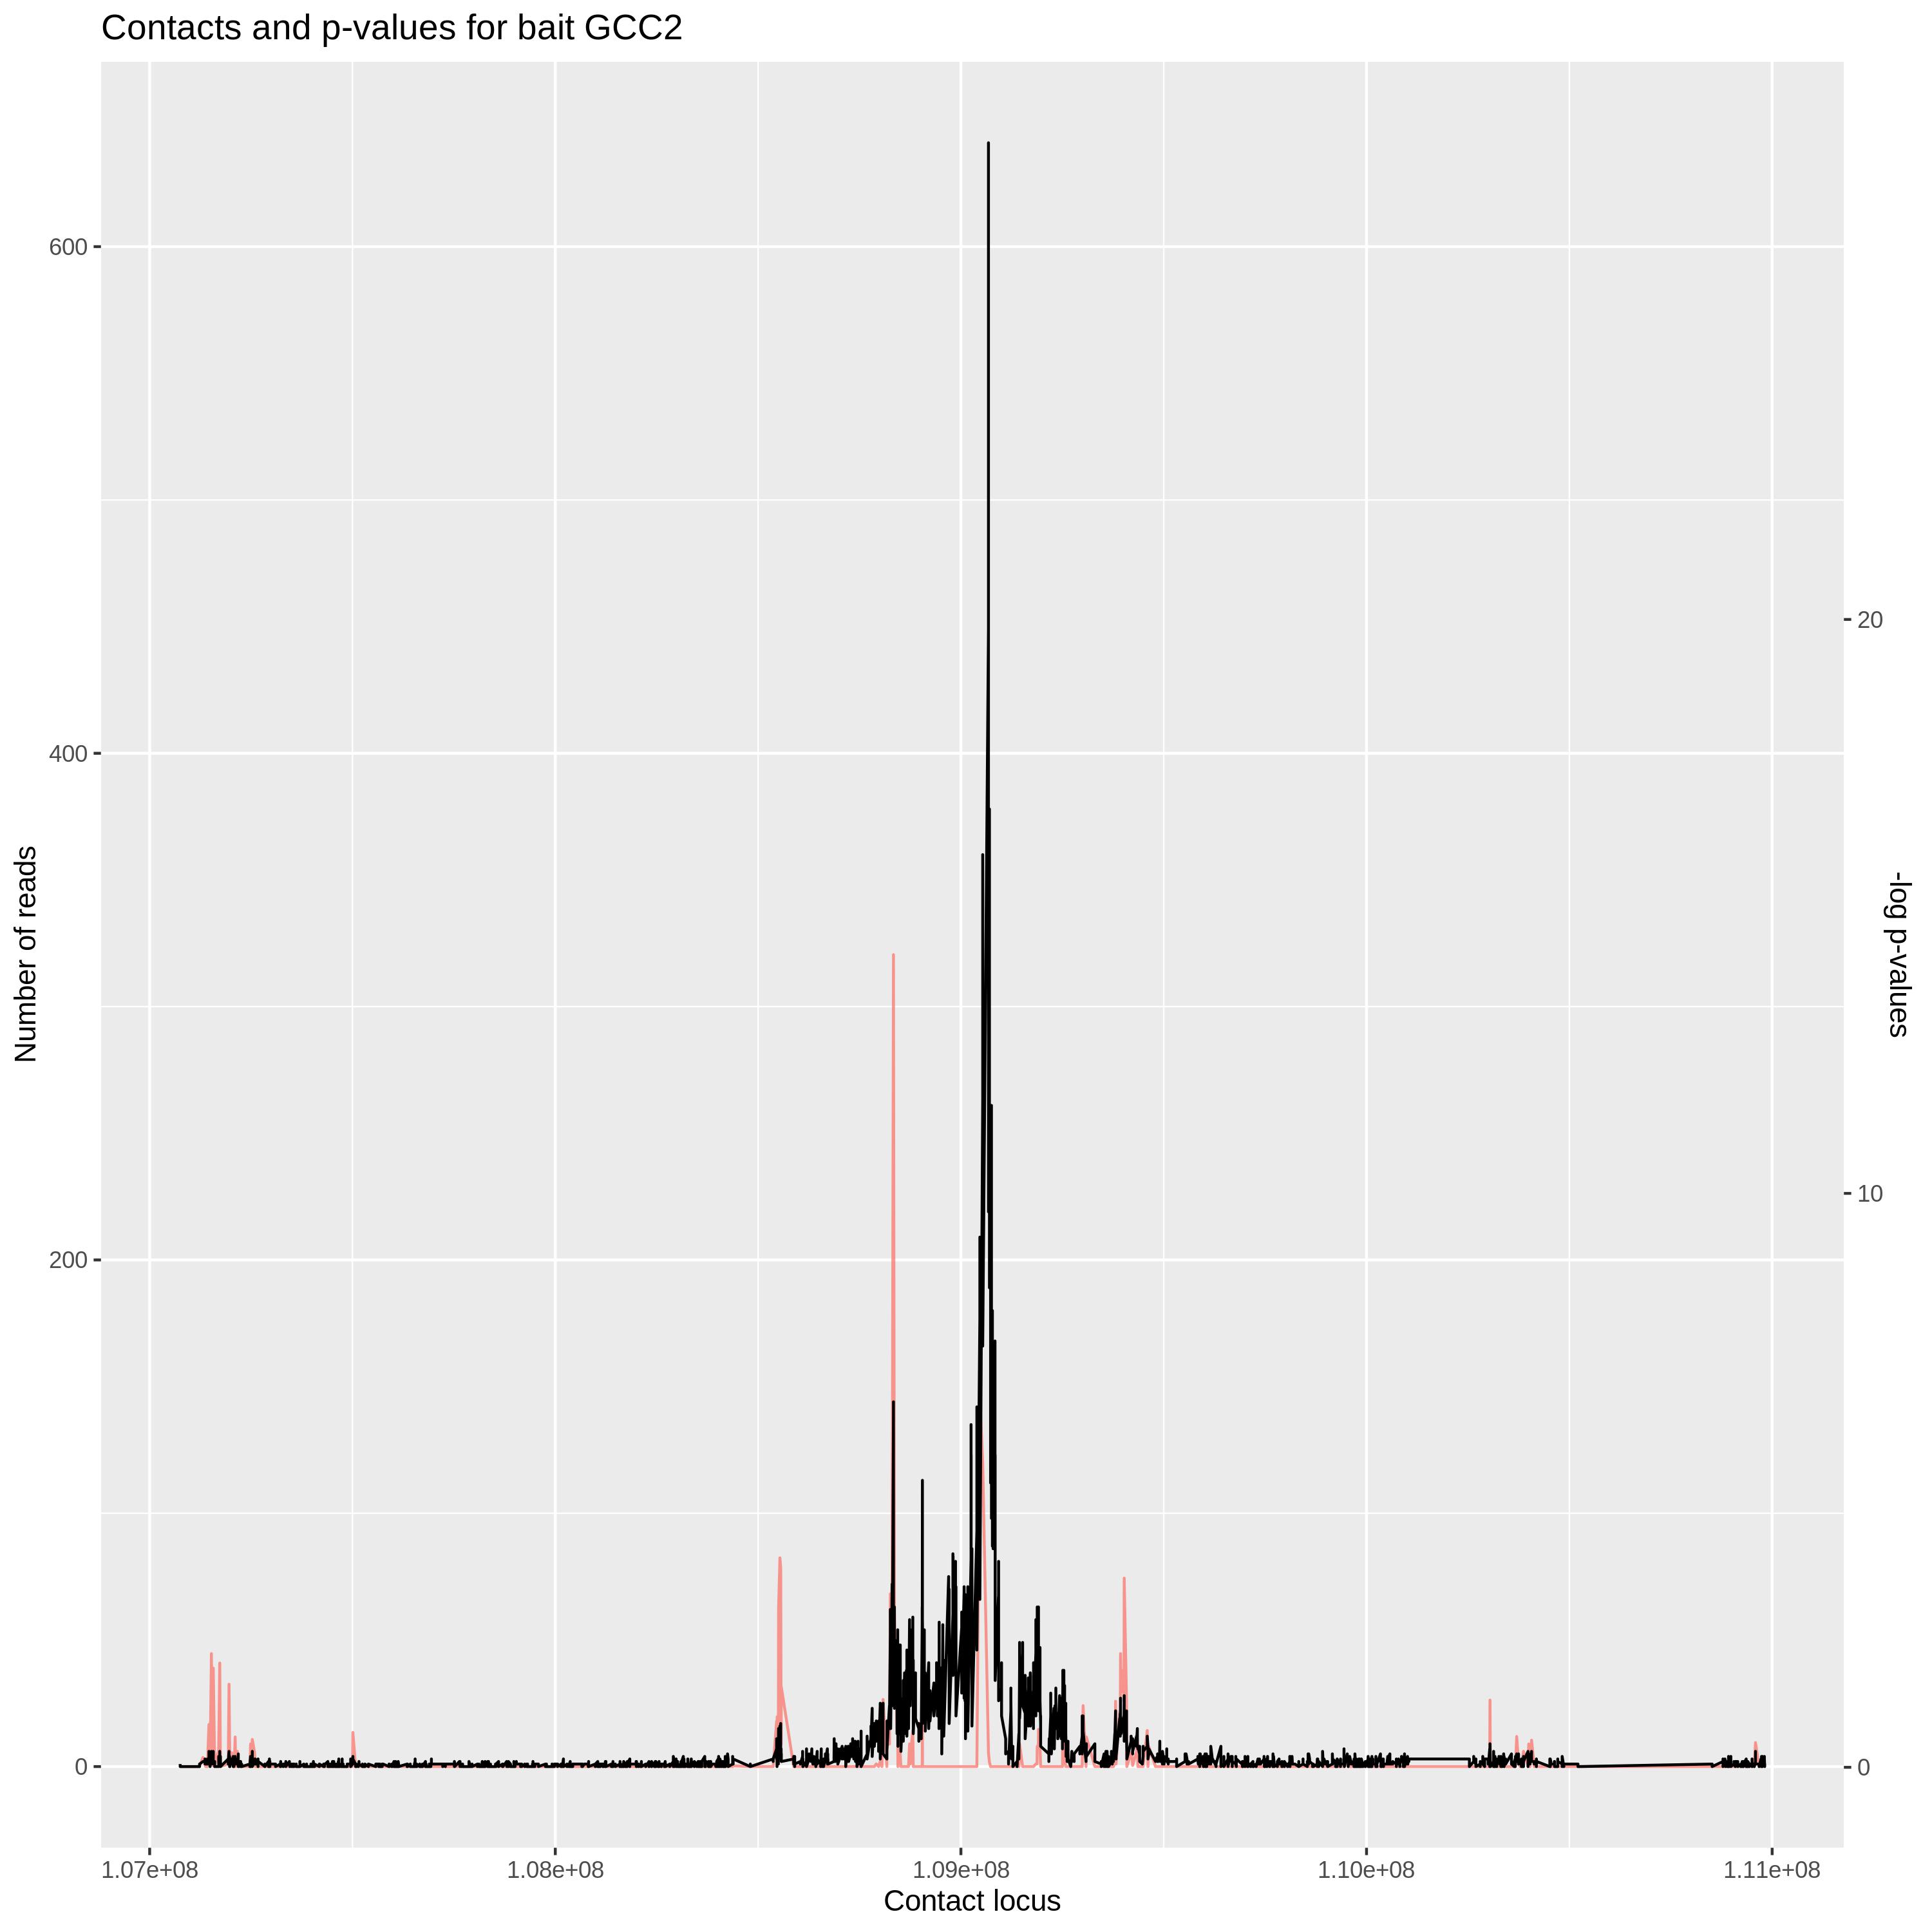 Contacts and p-values for bait GCC2
600
400
200
0
Number of reads
20
10
0
-log p-values
1.07e+08
1.08e+08
1.09e+08
1.10e+08
1.11e+08
Contact locus